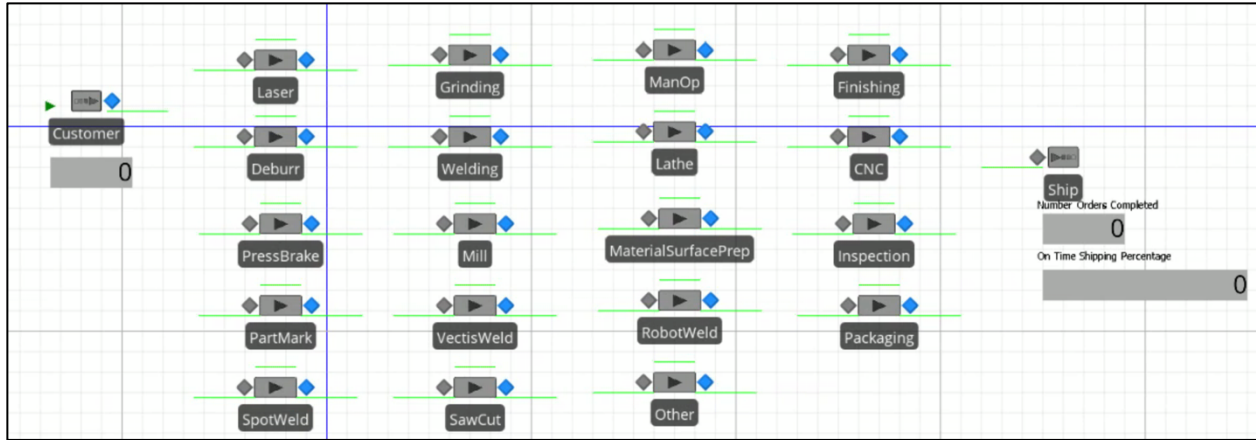 Laser
Grinding
ManOp
Finishing
Customer
0
Deburr
Welding
Lathe
CNC
Ship
Number Orders Completed
0
On Time Shipping Percentage
0
PressBrake
Mill
MaterialSurfacePrep
Inspection
PartMark
VectisWeld
RobotWeld
Packaging
SpotWeld
SawCut
Other